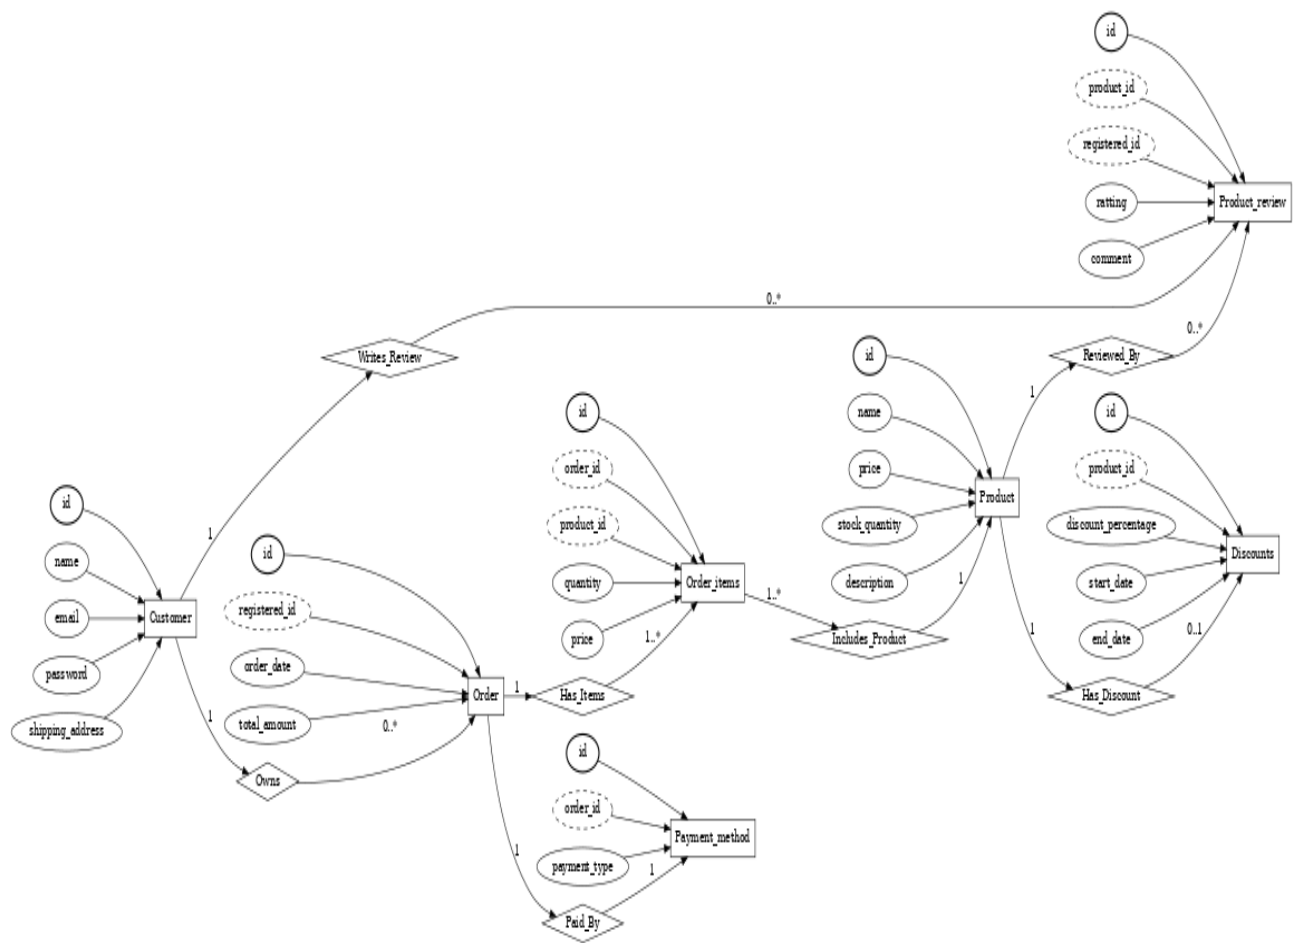 id
product_id
registered_id
ratting
comment
Product_review
0..*
Writes_Review
1
id
name
price
stock_quantity
description
Product
1
Reviewed_By
0..*
id
product_id
discount_percentage
start_date
end_date
Discounts
1
Has_Discount
0..1
id
order_id
product_id
quantity
price
Order_items
1..*
1..*
Includes_Product
1
id
name
email
password
shipping_address
Customer
1
Owns
0..*
id
registered_id
order_date
total_amount
Order
1
Has_Items
id
order_id
payment_type
Payment_method
1
1
Paid_By